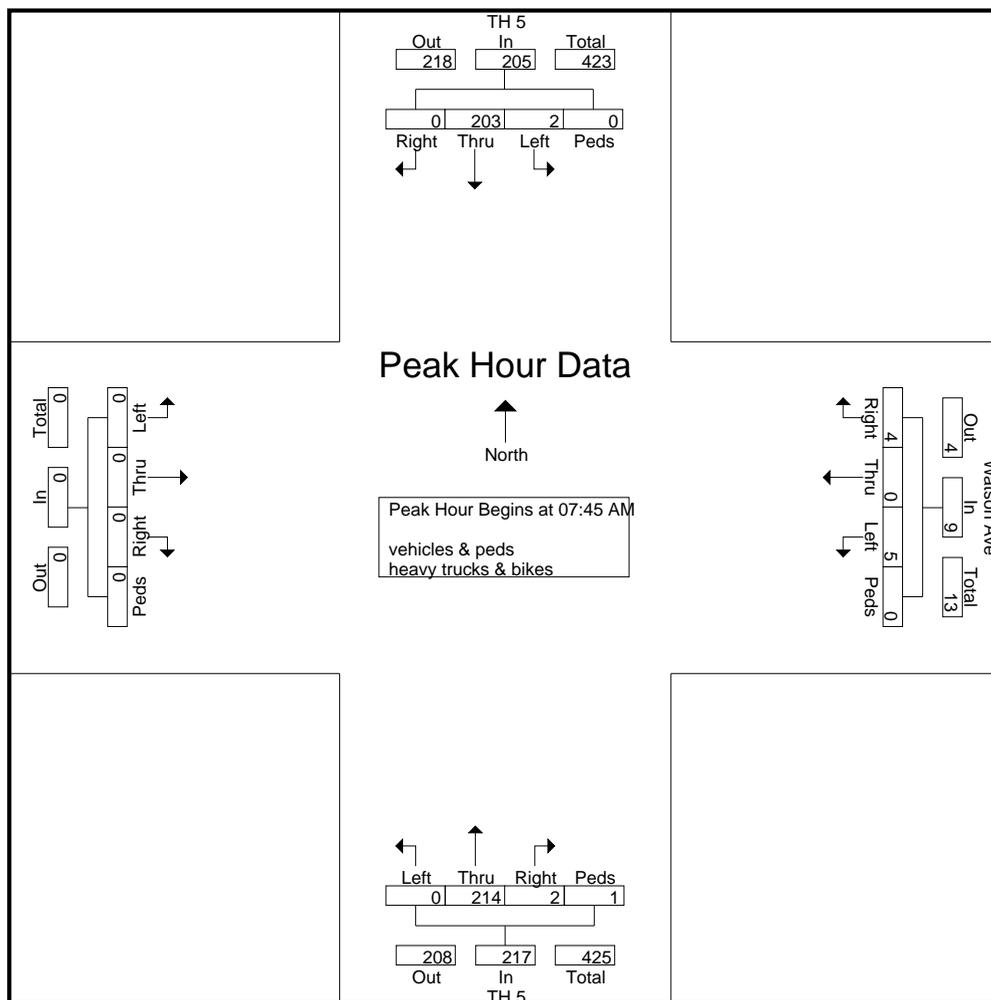 TH 5
Out In Total
218 205 423
0 203 2 0
Right Thru Left Peds
Peak Hour Data
North
Peak Hour Begins at 07:45 AM
vehicles & peds
heavy trucks & bikes
Total In Out
0 0 0
0 0 0 0
Left Thru Right Peds
Right Thru Left Peds
4 0 5 0
Out In Total
4 9 13
Watson Ave
Left Thru Right Peds
0 214 2 1
208 217 425
Out In Total
TH 5